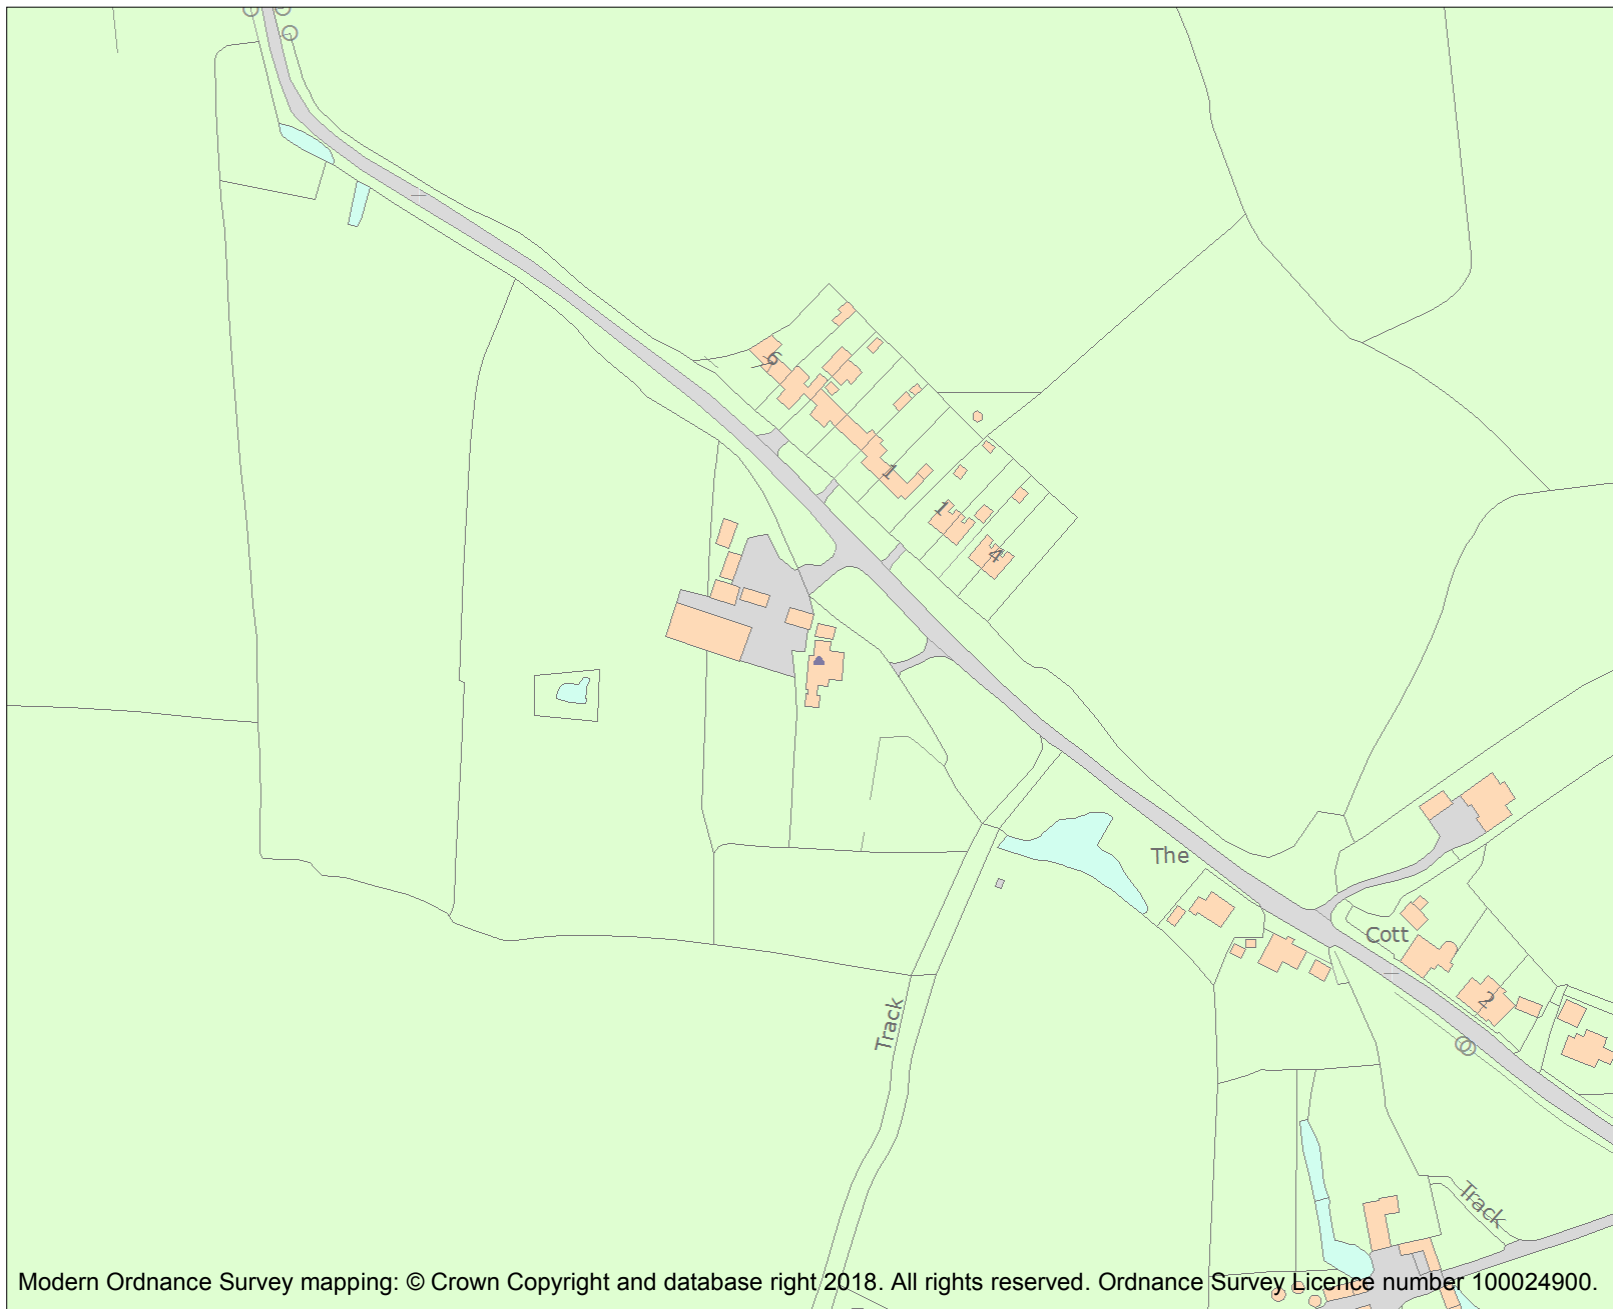 6
1
1
4
The
Cott
2
Track
Track
Modern Ordnance Survey mapping: © Crown Copyright and database right 2018. All rights reserved. Ordnance Survey Licence number 100024900.